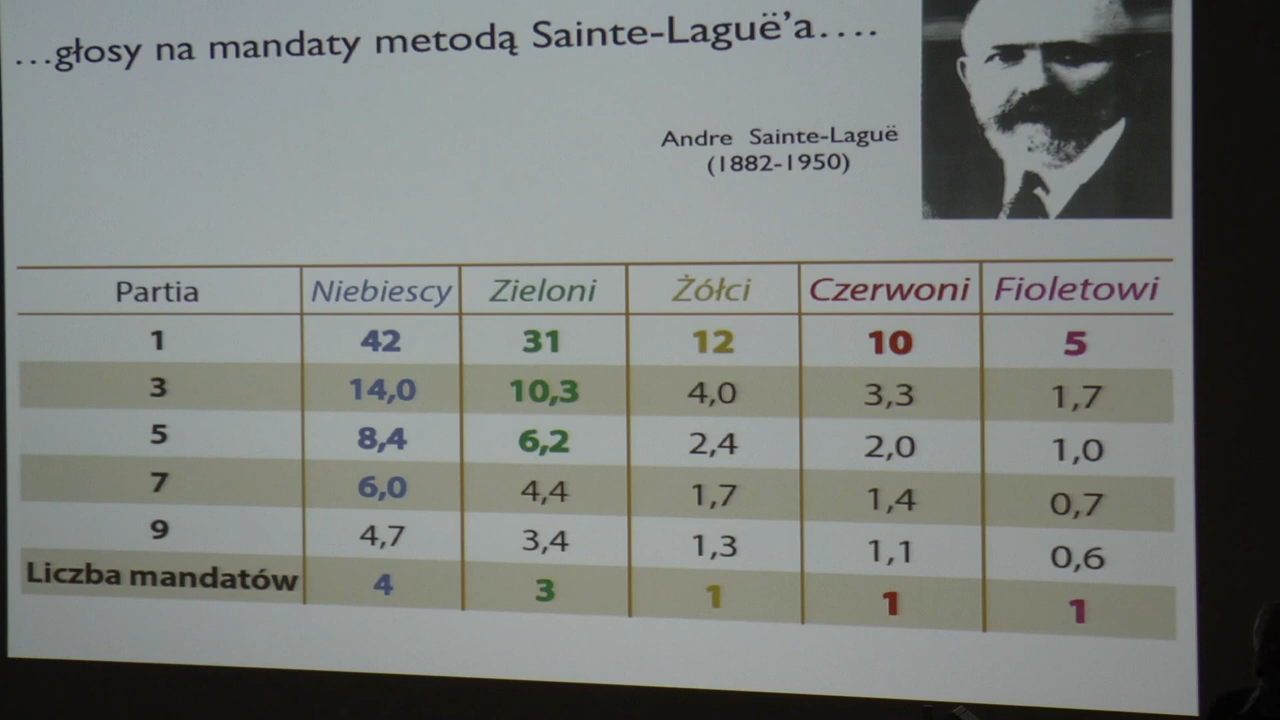 ...głosy na mandaty metodą Sainte-Laguë'a....
Andre Sainte-Laguë
(1882-1950)
Partia Niebiescy Zieloni Żółci Czerwoni Fioletowi
1 42 31 12 10 5
3 14,0 10,3 4,0 3,3 1,7
5 8,4 6,2 2,4 2,0 1,0
7 6,0 4,4 1,7 1,4 0,7
9 4,7 3,4 1,3 1,1 0,6
Liczba mandatów 4 3 1 1 1